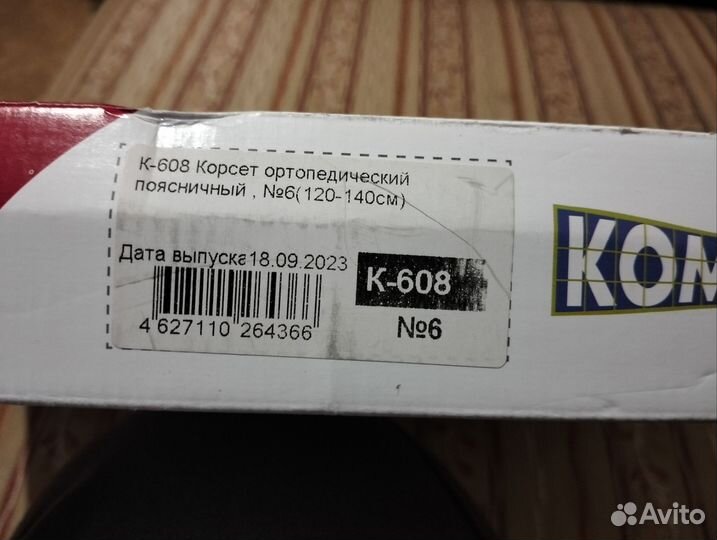 К-608 Корсет ортопедический
поясничный , №6(120-140см)
Дата выпуска18.09.2023
4 627110 264366
К-608
№6
КОМ
Avito